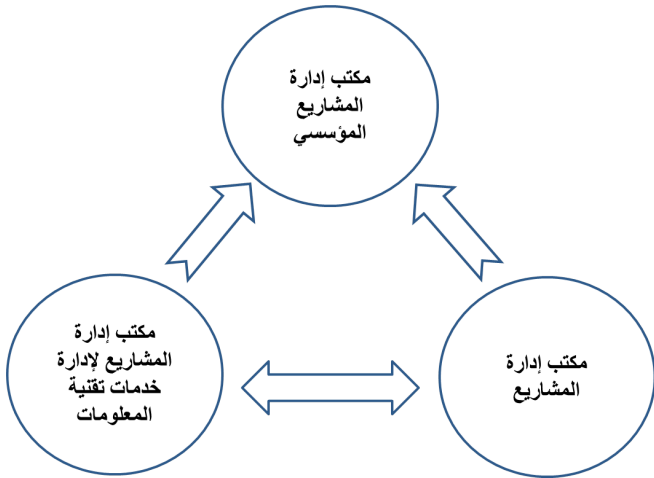 مكتب إدارة
المشاريع
المؤسسي
مكتب إدارة
المشاريع
مكتب إدارة
المشاريع لإدارة
خدمات تقنية
المعلومات